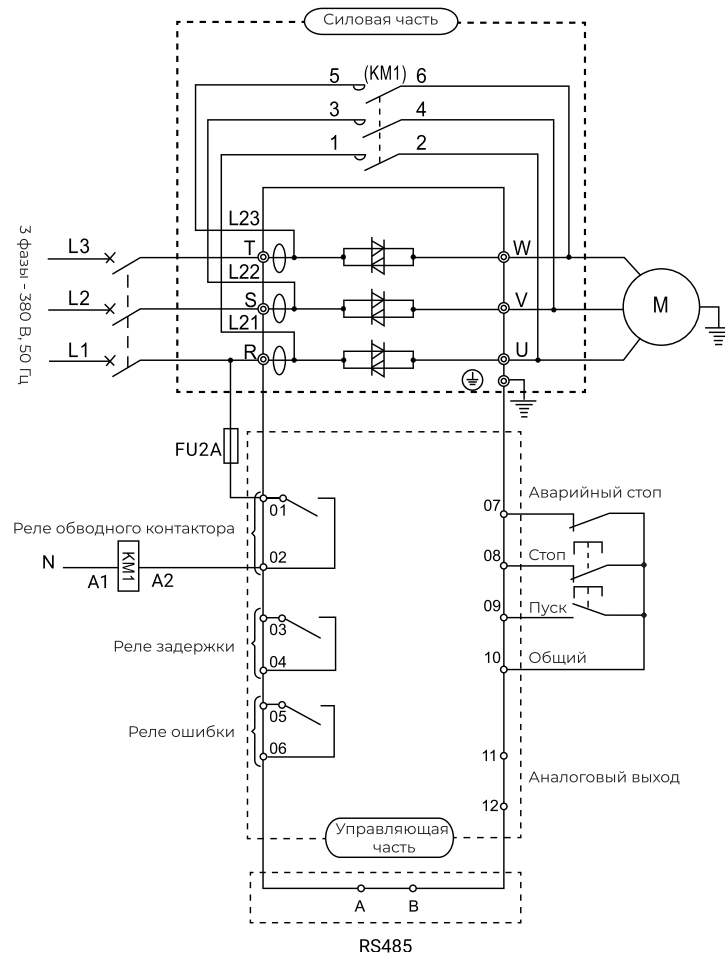 Силовая часть
5 (KM1) 6
3 4
1 2
L23
T W
L3
L22
S V
L2
L21
R U
L1
M
3 фазы ~ 380 В, 50 Гц
FU2A
01
Реле обводного контактора
02
N
A1 KM1 A2
03
Реле задержки
04
05
Реле ошибки
06
07 Аварийный стоп
08 Стоп
09 Пуск
10 Общий
11
Аналоговый выход
12
Управляющая
часть
A B
RS485